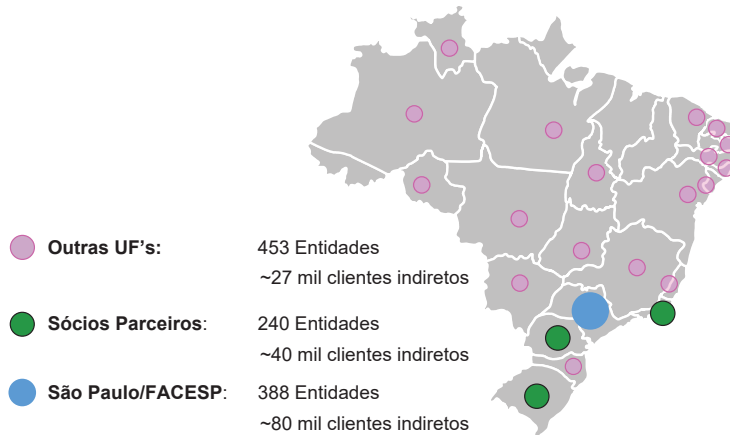 Outras UF's: 453 Entidades
~27 mil clientes indiretos
Sócios Parceiros: 240 Entidades
~40 mil clientes indiretos
São Paulo/FACESP: 388 Entidades
~80 mil clientes indiretos